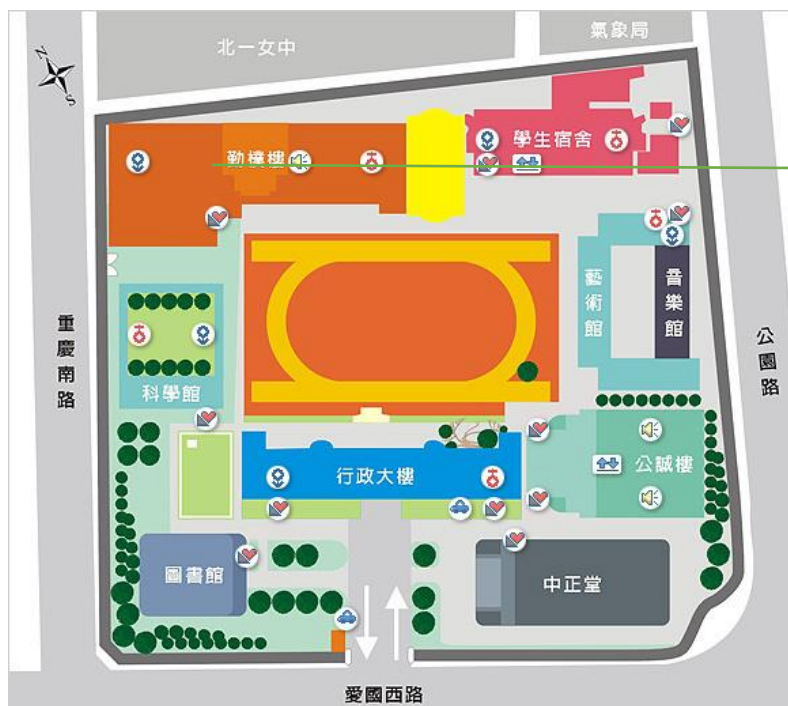 氣象局
北一女中
N
S
學生宿舍
勤樸樓
藝術館
音樂館
重慶南路
公園路
科學館
行政大樓
公誠樓
圖書館
中正堂
愛國西路